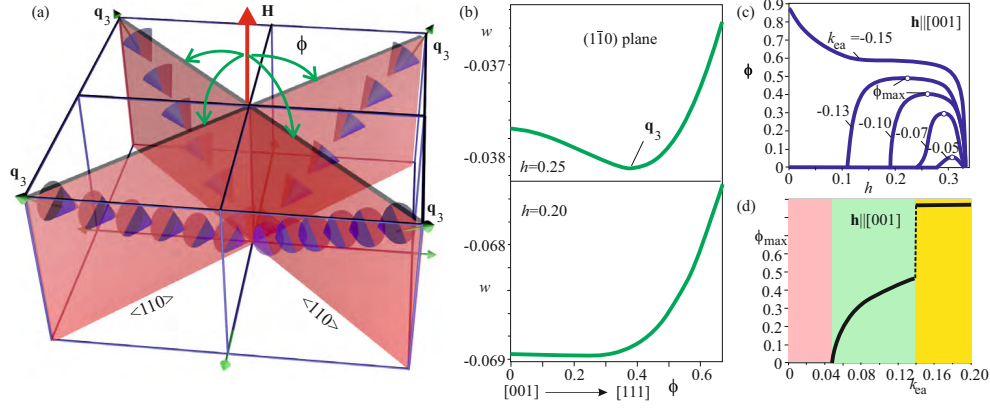 (a)
q3
H
ϕ
q3
q3
q3
<110>
<110>
(b)
w
(11̄0) plane
-0.037
q3
-0.038
h=0.25
h=0.20
-0.068
w
-0.069
0
0.2
0.4
0.6
ϕ
[001]
[111]
(c)
ϕ
0.9
0.8
0.7
0.6
0.5
0.4
0.3
0.2
0.1
0
h||[001]
kea=-0.15
ϕmax
-0.13
-0.10
-0.07
-0.05
0
0.1
h
0.2
0.3
(d)
h||[001]
ϕmax
0.5
0.4
0.3
0.2
0.1
0
0
0.04
0.08
0.12
kea
0.16
0.20